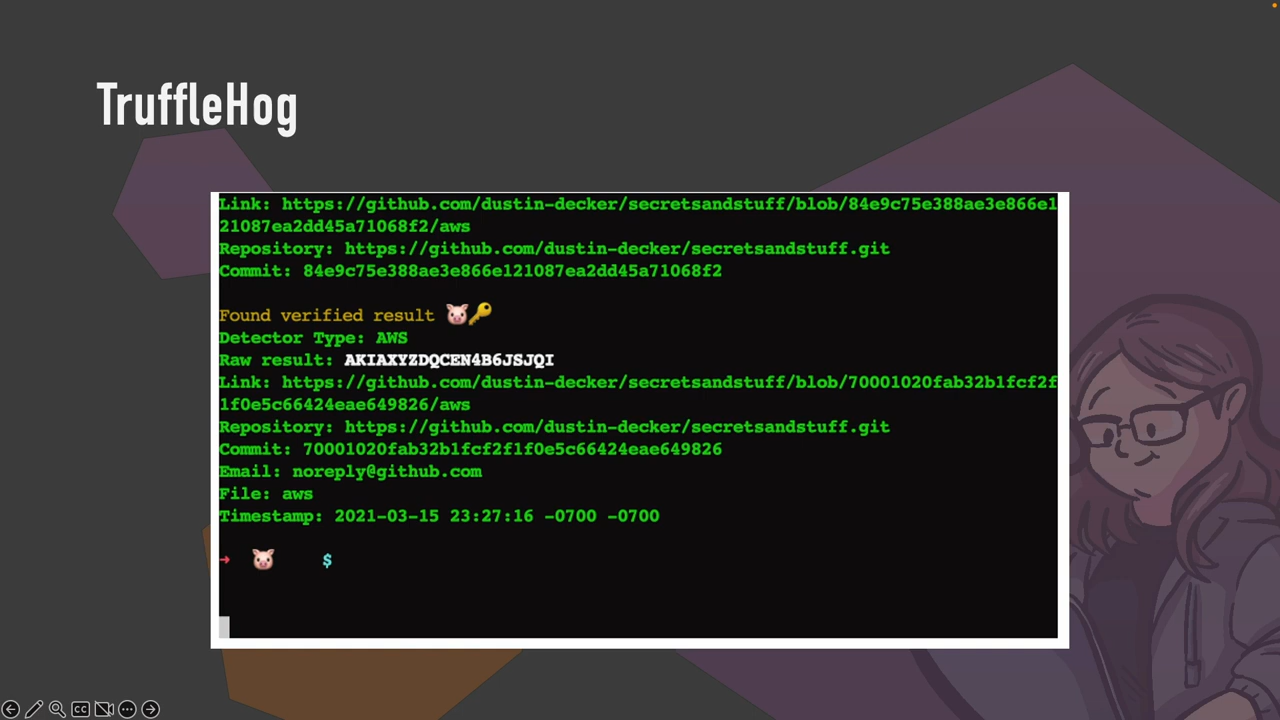 TruffleHog
Link: https://github.com/dustin-decker/secretsandstuff/blob/84e9c75e388ae3e866e1
21087ea2dd45a71068f2/aws
Repository: https://github.com/dustin-decker/secretsandstuff.git
Commit: 84e9c75e388ae3e866e121087ea2dd45a71068f2
Found verified result 🐷🔑
Detector Type: AWS
Raw result: AKIAXYZDQCEN4B6JSJQI
Link: https://github.com/dustin-decker/secretsandstuff/blob/70001020fab32b1fcf2f
1f0e5c66424eae649826/aws
Repository: https://github.com/dustin-decker/secretsandstuff.git
Commit: 70001020fab32b1fcf2f1f0e5c66424eae649826
Email: noreply@github.com
File: aws
Timestamp: 2021-03-15 23:27:16 -0700 -0700
→ 🐷 $
CC